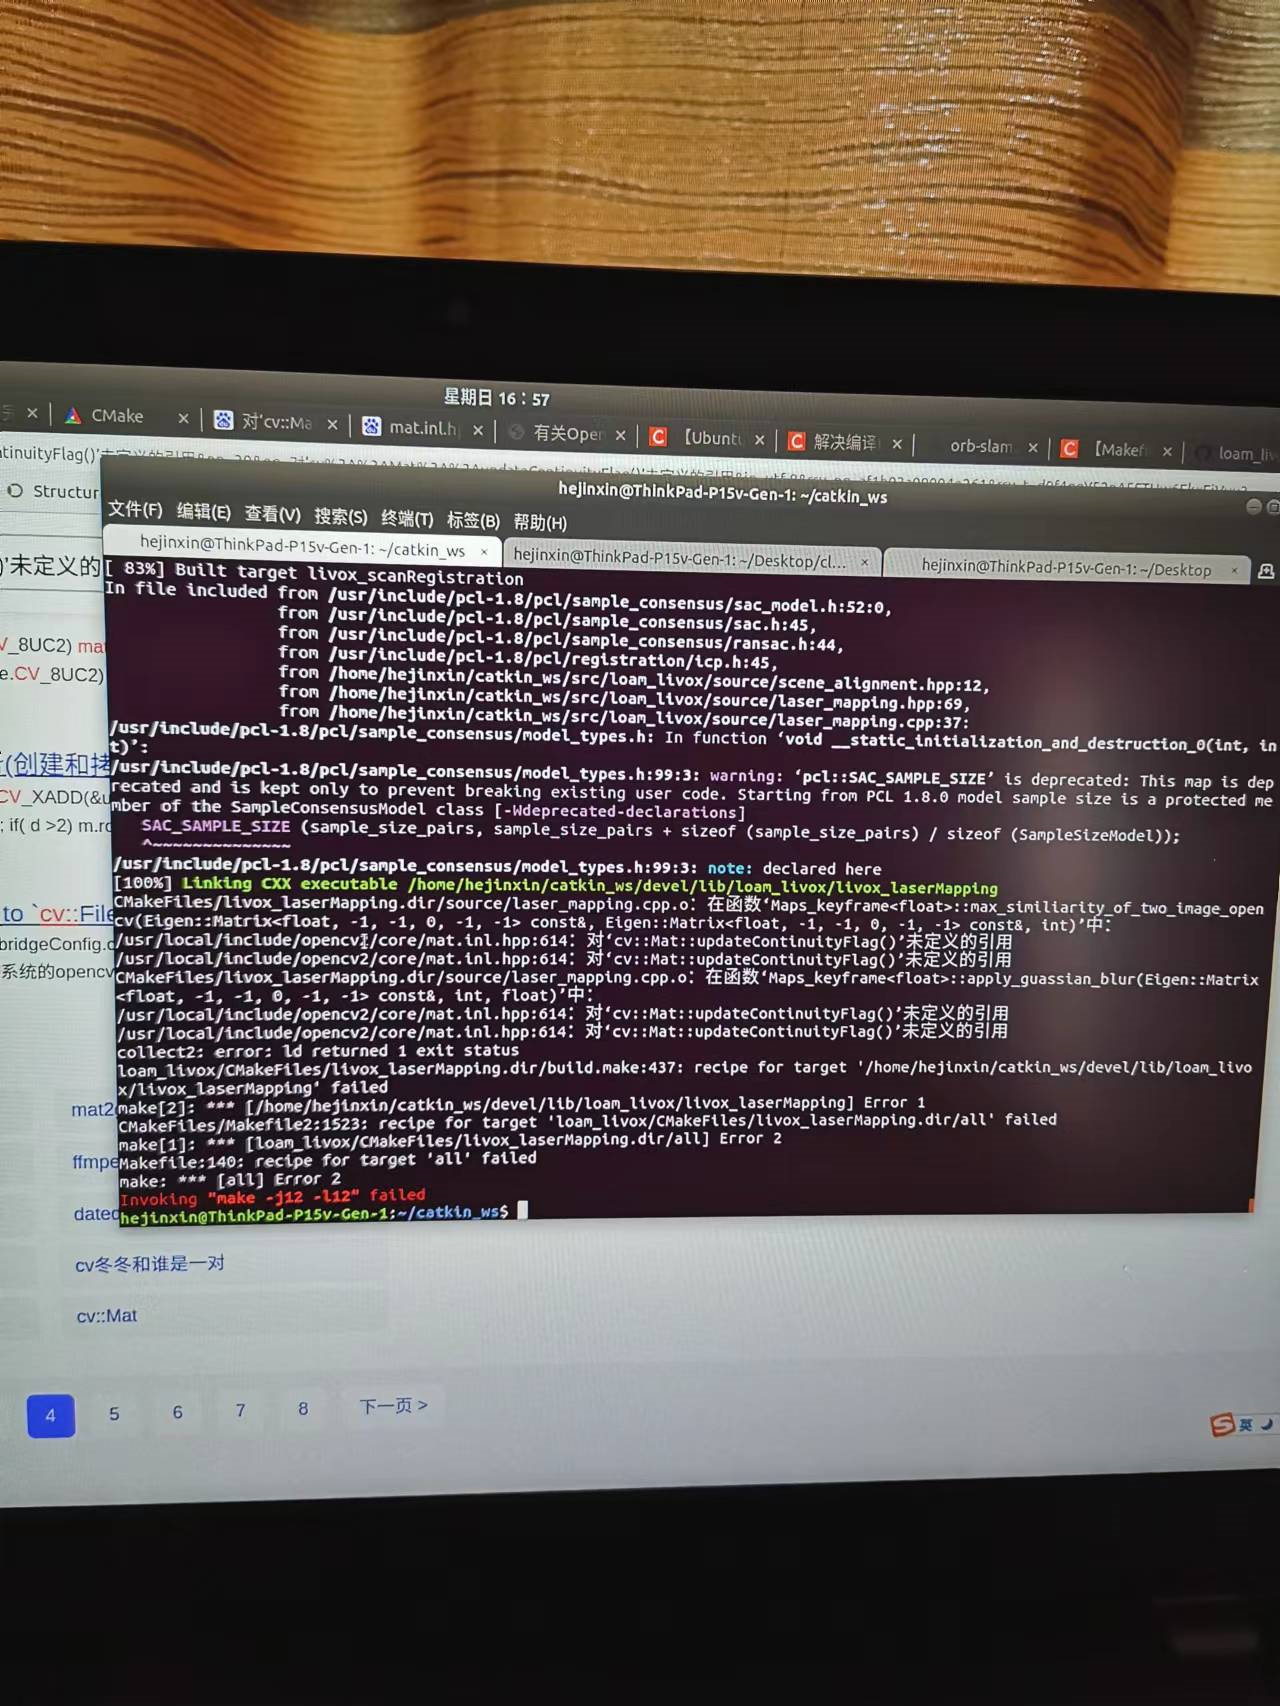 星期日 16：57
CMake
对'cv::Ma
mat.inl.h
有关Open
【Ubuntu
解决编译
orb-slam
【Makef
loam_liv
Structur
hejinxin@ThinkPad-P15v-Gen-1: ~/catkin_ws
文件(F) 编辑(E) 查看(V) 搜索(S) 终端(T) 标签(B) 帮助(H)
hejinxin@ThinkPad-P15v-Gen-1: ~/catkin_ws
hejinxin@ThinkPad-P15v-Gen-1: ~/Desktop/cl...
hejinxin@ThinkPad-P15v-Gen-1: ~/Desktop
[ 83%] Built target livox_scanRegistration
In file included from /usr/include/pcl-1.8/pcl/sample_consensus/sac_model.h:52:0,
from /usr/include/pcl-1.8/pcl/sample_consensus/sac.h:45,
from /usr/include/pcl-1.8/pcl/sample_consensus/ransac.h:44,
from /usr/include/pcl-1.8/pcl/registration/icp.h:45,
from /home/hejinxin/catkin_ws/src/loam_livox/source/scene_alignment.hpp:12,
from /home/hejinxin/catkin_ws/src/loam_livox/source/laser_mapping.hpp:69,
from /home/hejinxin/catkin_ws/src/loam_livox/source/laser_mapping.cpp:37:
/usr/include/pcl-1.8/pcl/sample_consensus/model_types.h: In function ‘void __static_initialization_and_destruction_0(int, in
t)’:
/usr/include/pcl-1.8/pcl/sample_consensus/model_types.h:99:3: warning: ‘pcl::SAC_SAMPLE_SIZE’ is deprecated: This map is dep
recated and is kept only to prevent breaking existing user code. Starting from PCL 1.8.0 model sample size is a protected me
mber of the SampleConsensusModel class [-Wdeprecated-declarations]
SAC_SAMPLE_SIZE (sample_size_pairs, sample_size_pairs + sizeof (sample_size_pairs) / sizeof (SampleSizeModel));
^~~~~~~~~~~~~~~
/usr/include/pcl-1.8/pcl/sample_consensus/model_types.h:99:3: note: declared here
[100%] Linking CXX executable /home/hejinxin/catkin_ws/devel/lib/loam_livox/livox_laserMapping
CMakeFiles/livox_laserMapping.dir/source/laser_mapping.cpp.o：在函数‘Maps_keyframe<float>::max_similiarity_of_two_image_open
cv(Eigen::Matrix<float, -1, -1, 0, -1, -1> const&, Eigen::Matrix<float, -1, -1, 0, -1, -1> const&, int)’中：
/usr/local/include/opencv2/core/mat.inl.hpp:614：对‘cv::Mat::updateContinuityFlag()’未定义的引用
/usr/local/include/opencv2/core/mat.inl.hpp:614：对‘cv::Mat::updateContinuityFlag()’未定义的引用
CMakeFiles/livox_laserMapping.dir/source/laser_mapping.cpp.o：在函数‘Maps_keyframe<float>::apply_guassian_blur(Eigen::Matrix
<float, -1, -1, 0, -1, -1> const&, int, float)’中：
/usr/local/include/opencv2/core/mat.inl.hpp:614：对‘cv::Mat::updateContinuityFlag()’未定义的引用
/usr/local/include/opencv2/core/mat.inl.hpp:614：对‘cv::Mat::updateContinuityFlag()’未定义的引用
collect2: error: ld returned 1 exit status
loam_livox/CMakeFiles/livox_laserMapping.dir/build.make:437: recipe for target '/home/hejinxin/catkin_ws/devel/lib/loam_livo
x/livox_laserMapping' failed
make[2]: *** [/home/hejinxin/catkin_ws/devel/lib/loam_livox/livox_laserMapping] Error 1
CMakeFiles/Makefile2:1523: recipe for target 'loam_livox/CMakeFiles/livox_laserMapping.dir/all' failed
make[1]: *** [loam_livox/CMakeFiles/livox_laserMapping.dir/all] Error 2
Makefile:140: recipe for target 'all' failed
make: *** [all] Error 2
Invoking "make -j12 -l12" failed
hejinxin@ThinkPad-P15v-Gen-1:~/catkin_ws$
)'未定义的
V_8UC2) mat
e.CV_8UC2)
(创建和拷
CV_XADD(&u
; if( d >2) m.ro
to `cv::File
bridgeConfig.c
系统的opencv
mat2
ffmpe
dated
cv冬冬和谁是一对
cv::Mat
4 5 6 7 8 下一页 >
S 英